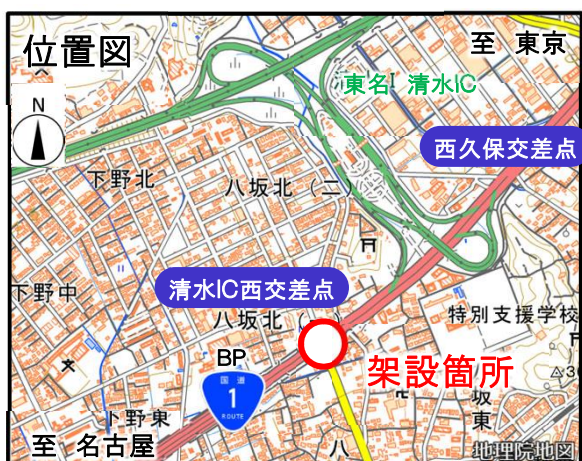 位置図
至 東京
東名 清水IC
N
西久保交差点
下野北
八坂北(二)
清水IC西交差点
下野中
八坂北(
特別支援学校
架設箇所
BP
国道
1
ROUTE
下野東
坂東
至 名古屋
八
地理院地図